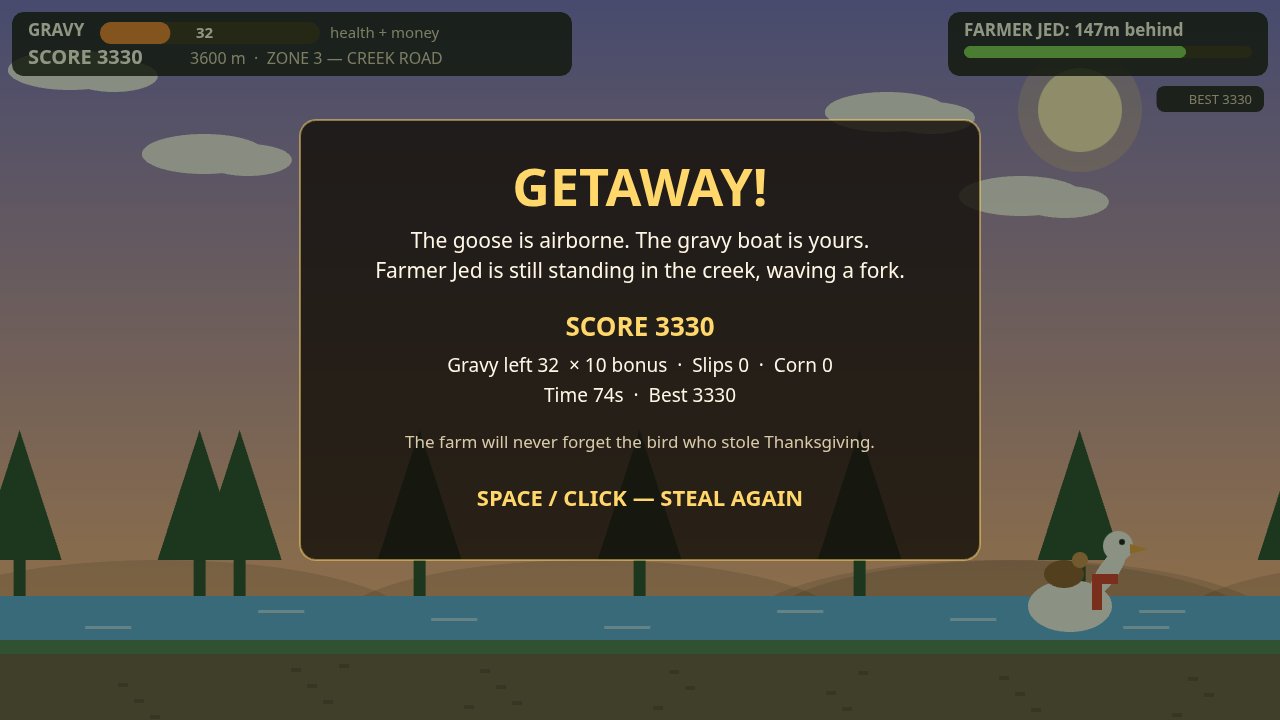 GRAVY 32 health + money
SCORE 3330 3600 m · ZONE 3 — CREEK ROAD
FARMER JED: 147m behind
BEST 3330
GETAWAY!
The goose is airborne. The gravy boat is yours.
Farmer Jed is still standing in the creek, waving a fork.
SCORE 3330
Gravy left 32 × 10 bonus · Slips 0 · Corn 0
Time 74s · Best 3330
The farm will never forget the bird who stole Thanksgiving.
SPACE / CLICK — STEAL AGAIN